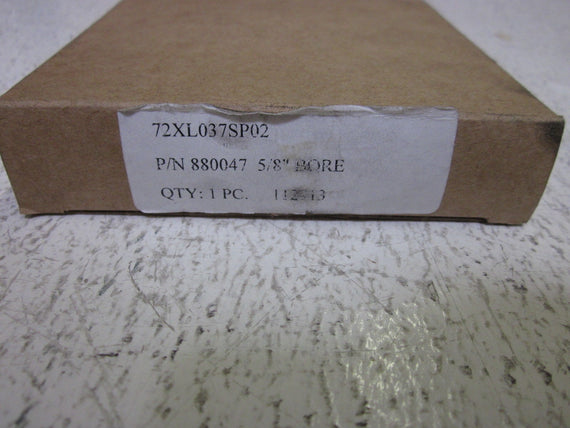 72XL037SP02
P/N 880047 5/8" BORE
QTY: 1 PC.